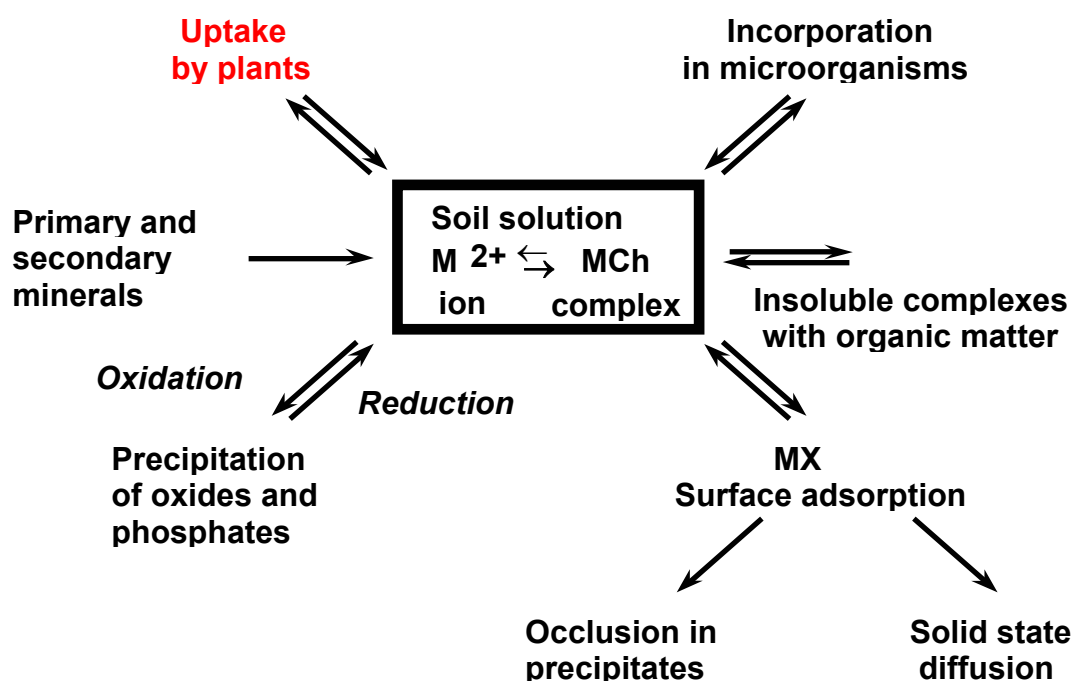 Uptake
by plants
Incorporation
in microorganisms
Primary and
secondary
minerals
Soil solution
M 2+ ⇆ MCh
ion complex
Insoluble complexes
with organic matter
Oxidation
Reduction
Precipitation
of oxides and
phosphates
MX
Surface adsorption
Occlusion in
precipitates
Solid state
diffusion